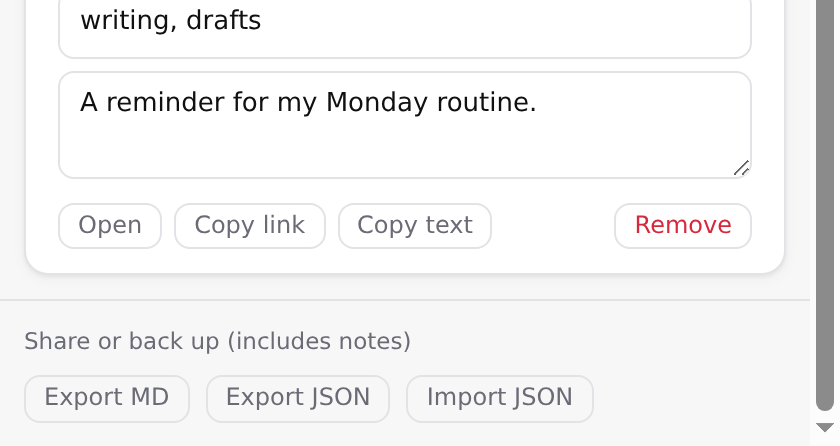 writing, drafts
A reminder for my Monday routine.
Open Copy link Copy text Remove
Share or back up (includes notes)
Export MD Export JSON Import JSON